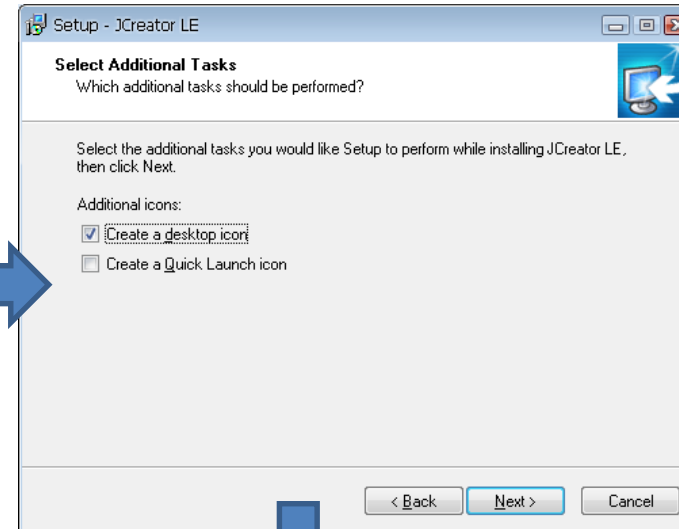 Setup - JCreator LE
Select Additional Tasks
Which additional tasks should be performed?
Select the additional tasks you would like Setup to perform while installing JCreator LE,
then click Next.
Additional icons:
Create a desktop icon
Create a Quick Launch icon
< Back Next > Cancel